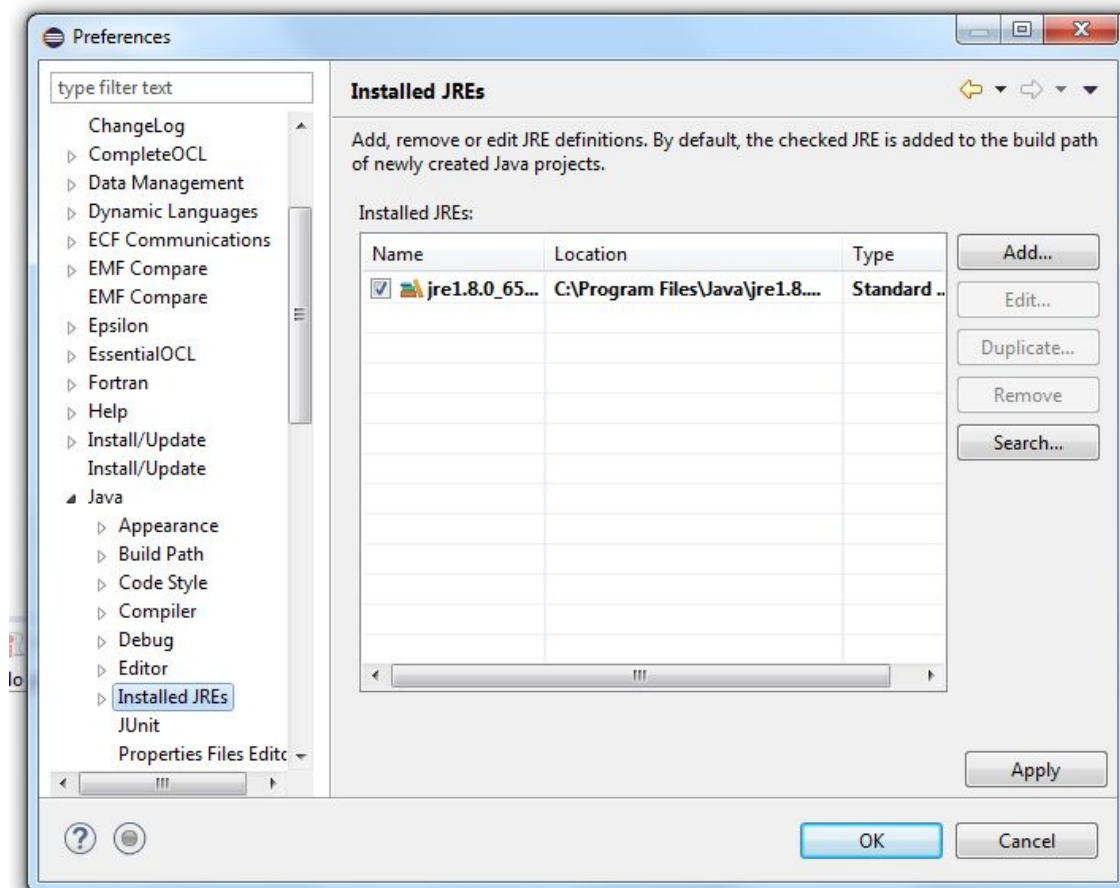 Preferences
type filter text
ChangeLog
CompleteOCL
Data Management
Dynamic Languages
ECF Communications
EMF Compare
EMF Compare
Epsilon
EssentialOCL
Fortran
Help
Install/Update
Install/Update
Java
Appearance
Build Path
Code Style
Compiler
Debug
Editor
Installed JREs
JUnit
Properties Files Edito
Installed JREs
Add, remove or edit JRE definitions. By default, the checked JRE is added to the build path
of newly created Java projects.
Installed JREs:
Name Location Type
jre1.8.0_65... C:\Program Files\Java\jre1.8.... Standard ..
Add...
Edit...
Duplicate...
Remove
Search...
Apply
OK Cancel
lo